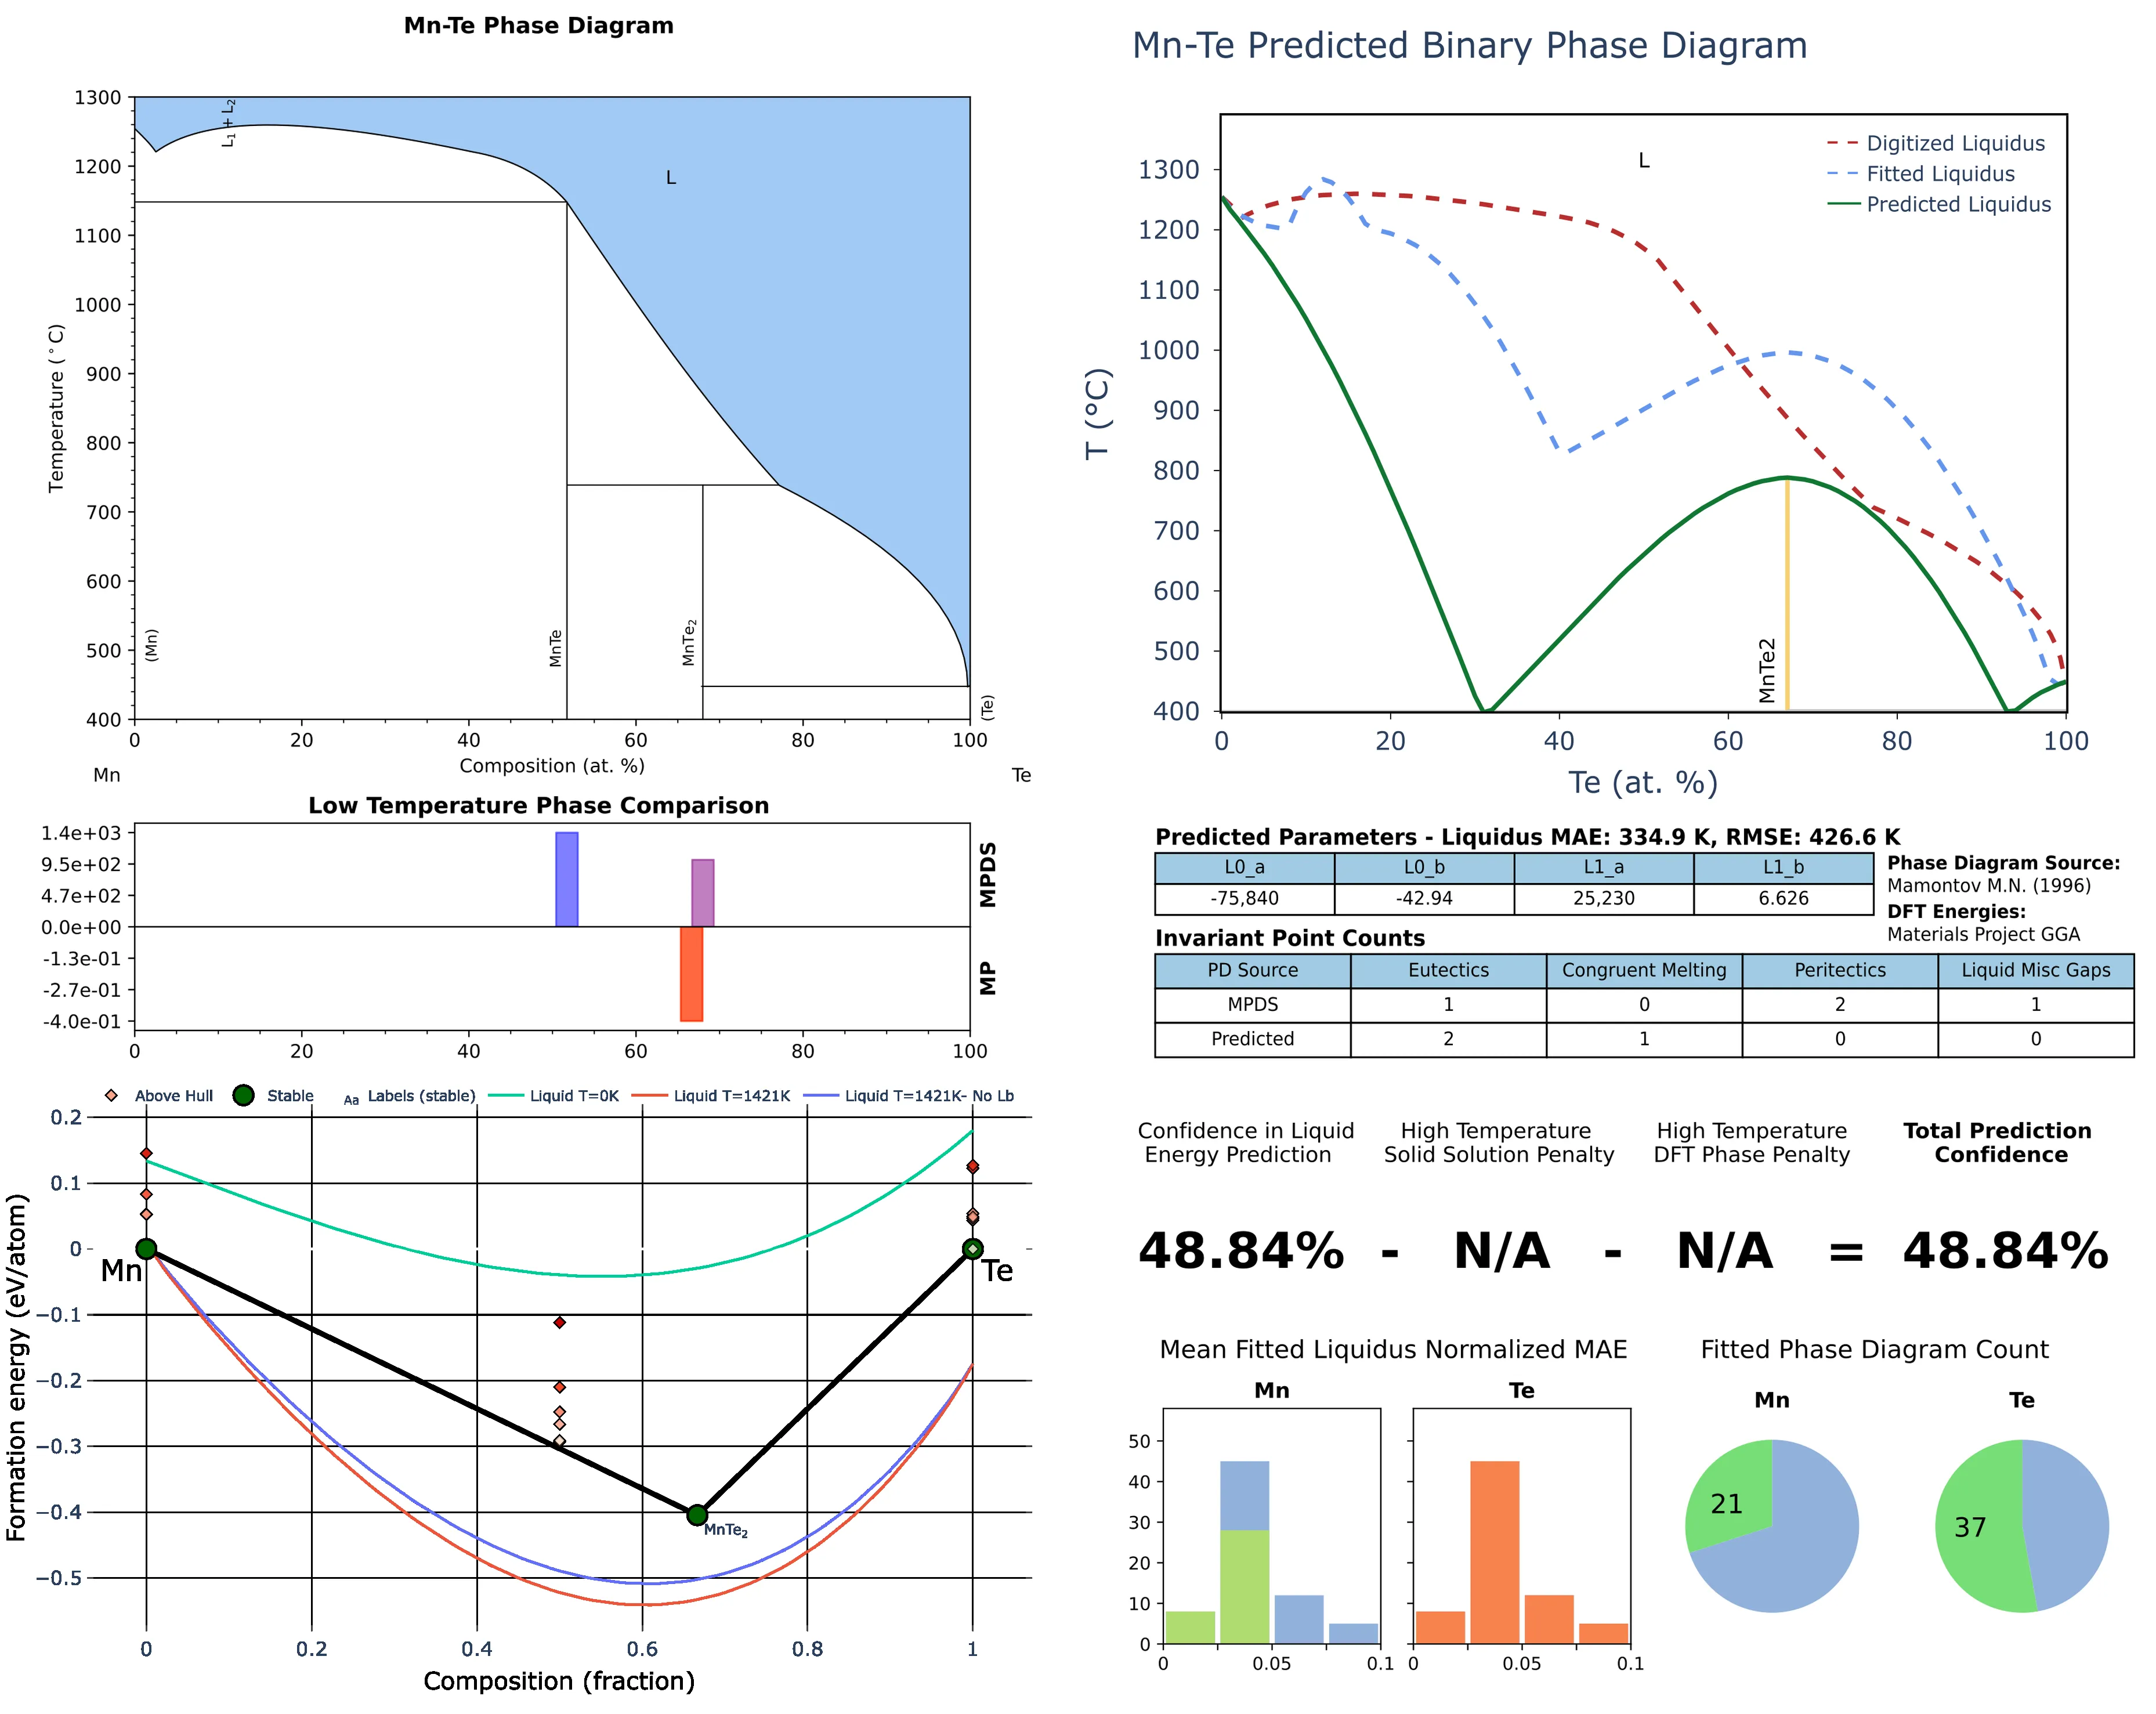 Mn-Te Phase Diagram
1300
1200
1100
1000
900
800
700
600
500
400
Temperature (°C)
L₁ + L₂
L
(Mn)
MnTe
MnTe₂
(Te)
0 20 40 60 80 100
Composition (at. %)
Mn Te
Mn-Te Predicted Binary Phase Diagram
L
Digitized Liquidus
Fitted Liquidus
Predicted Liquidus
1300
1200
1100
1000
900
800
700
600
500
400
T (°C)
MnTe2
0 20 40 60 80 100
Te (at. %)
Low Temperature Phase Comparison
1.4e+03
9.5e+02
4.7e+02
0.0e+00
-1.3e-01
-2.7e-01
-4.0e-01
MPDS
MP
0 20 40 60 80 100
Predicted Parameters - Liquidus MAE: 334.9 K, RMSE: 426.6 K
L0_a L0_b L1_a L1_b
-75,840 -42.94 25,230 6.626
Phase Diagram Source:
Mamontov M.N. (1996)
DFT Energies:
Materials Project GGA
Invariant Point Counts
PD Source Eutectics Congruent Melting Peritectics Liquid Misc Gaps
MPDS 1 0 2 1
Predicted 2 1 0 0
Above Hull Stable Aa Labels (stable) Liquid T=0K Liquid T=1421K Liquid T=1421K- No Lb
0.2
0.1
0
−0.1
−0.2
−0.3
−0.4
−0.5
Formation energy (eV/atom)
Mn
Te
MnTe₂
0 0.2 0.4 0.6 0.8 1
Composition (fraction)
Confidence in Liquid
Energy Prediction
High Temperature
Solid Solution Penalty
High Temperature
DFT Phase Penalty
Total Prediction
Confidence
48.84% - N/A - N/A = 48.84%
Mean Fitted Liquidus Normalized MAE
Mn Te
50
40
30
20
10
0
0 0.05 0.1
0 0.05 0.1
Fitted Phase Diagram Count
Mn Te
21
37